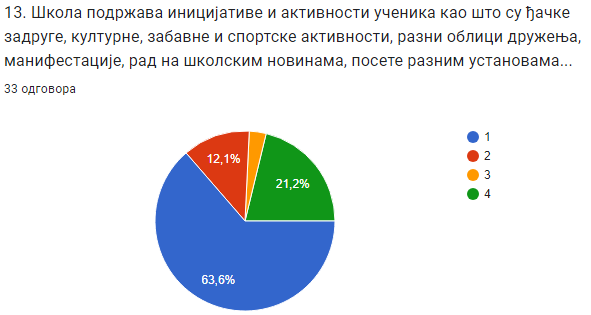 13. Школа подржава иницијативе и активности ученика као што су ђачке
задруге, културне, забавне и спортске активности, разни облици дружења,
манифестације, рад на школским новинама, посете разним установама...
33 одговора
12,1%
21,2%
63,6%
1
2
3
4